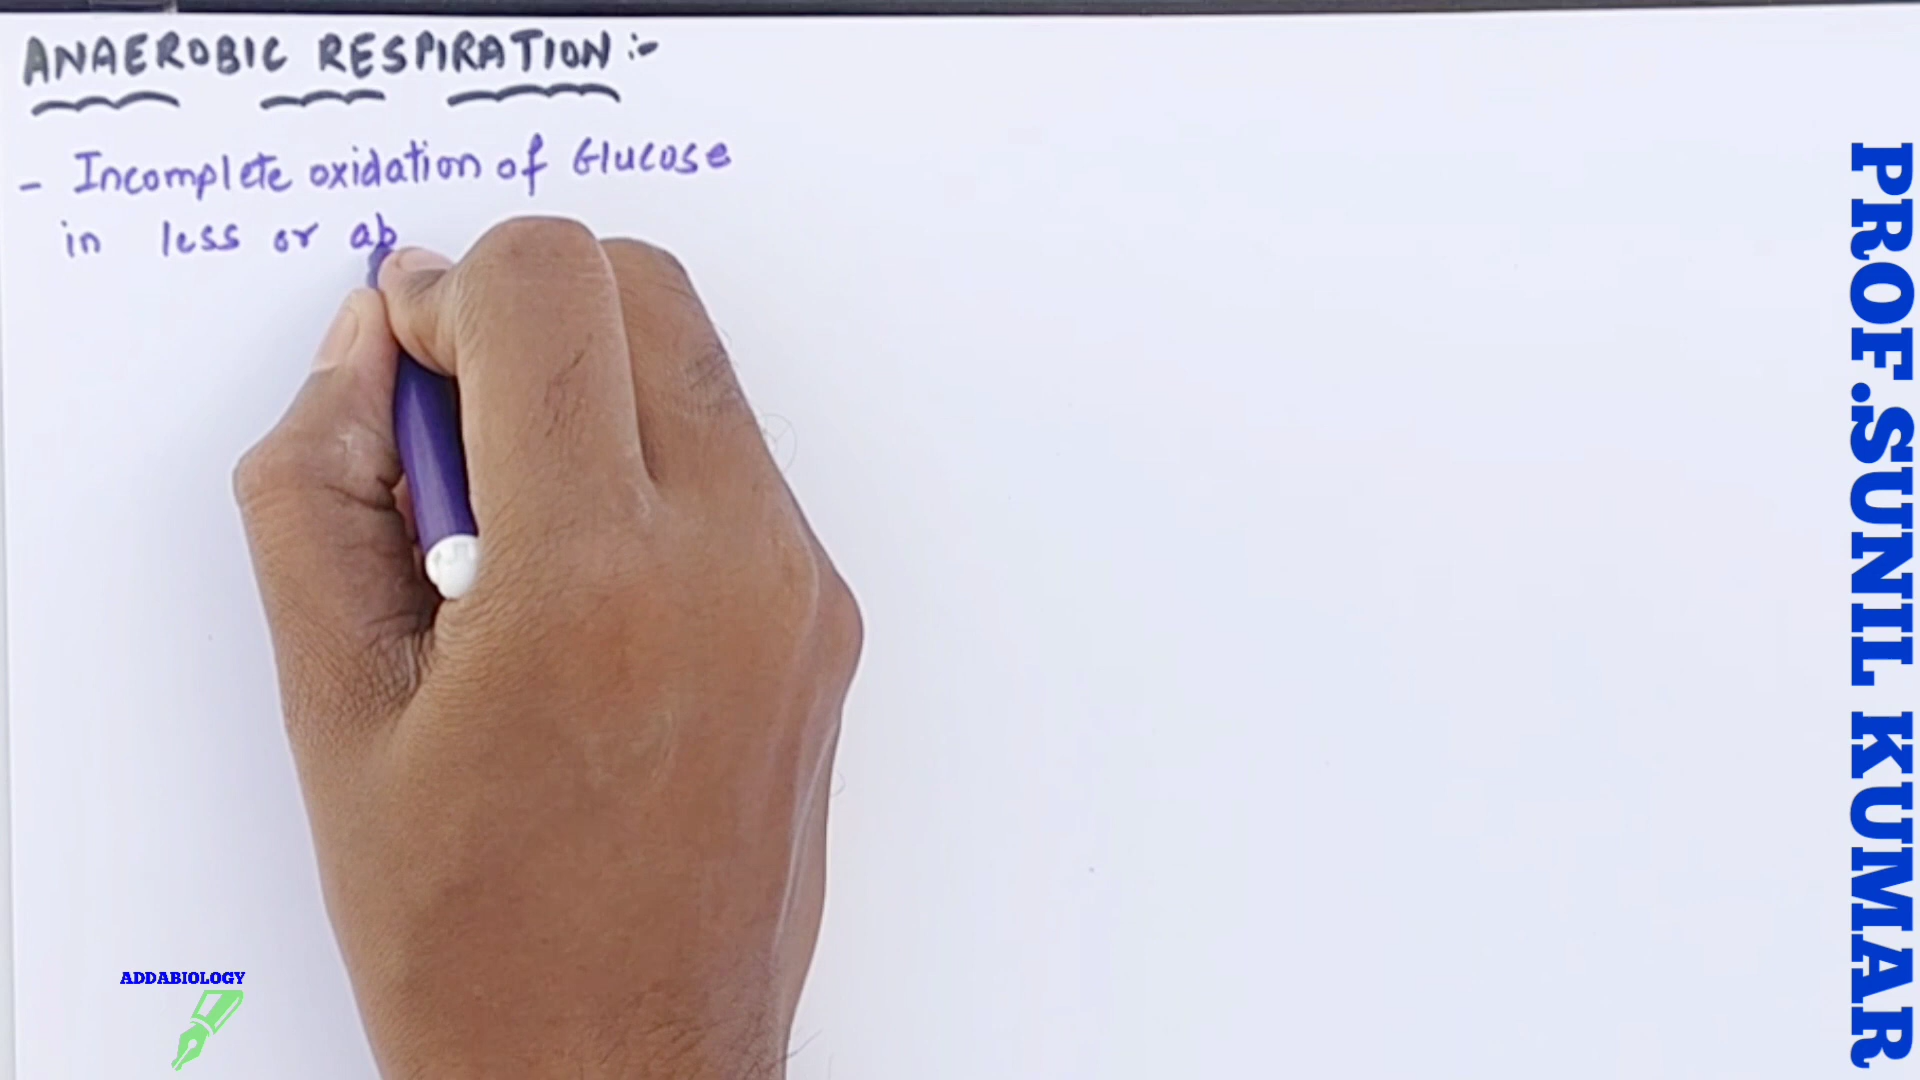 ANAEROBIC RESPIRATION :-
- Incomplete oxidation of Glucose
in less or ab
PROF.SUNIL KUMAR
ADDABIOLOGY